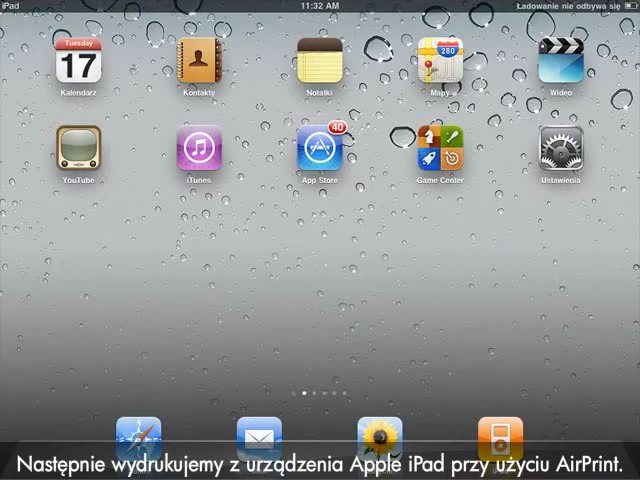 iPad 11:32 AM Ładowanie nie odbywa się
Tuesday
17
280
Kalendarz Kontakty Notatki Mapy Wideo
40
YouTube iTunes App Store Game Center Ustawienia
Następnie wydrukujemy z urządzenia Apple iPad przy użyciu AirPrint.